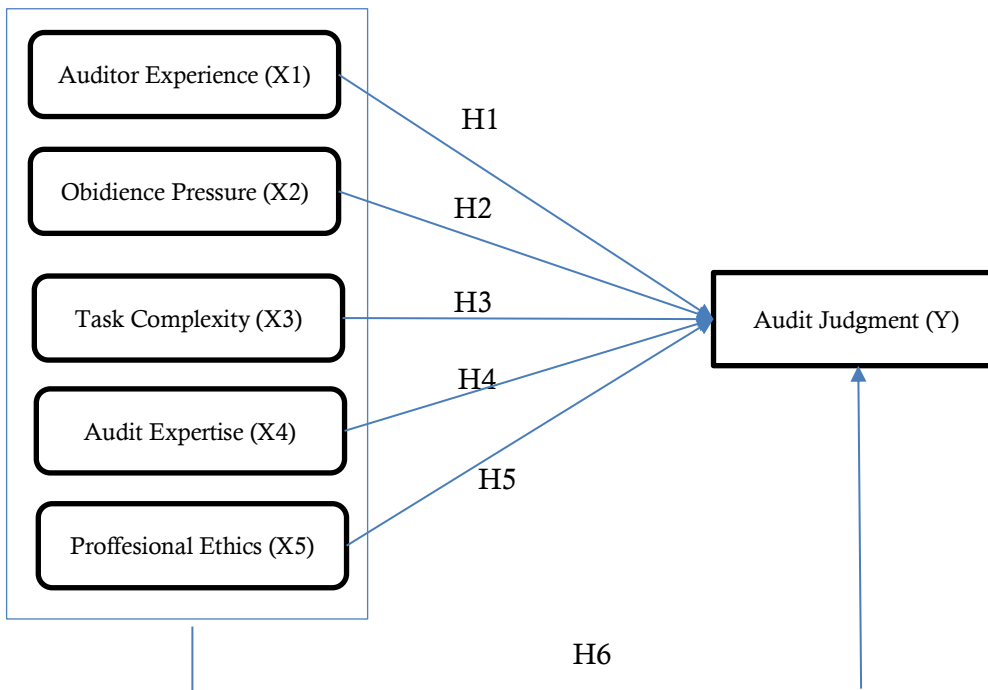 Auditor Experience (X1)
H1
Obidience Pressure (X2)
H2
Task Complexity (X3)
H3
Audit Judgment (Y)
H4
Audit Expertise (X4)
H5
Proffesional Ethics (X5)
H6